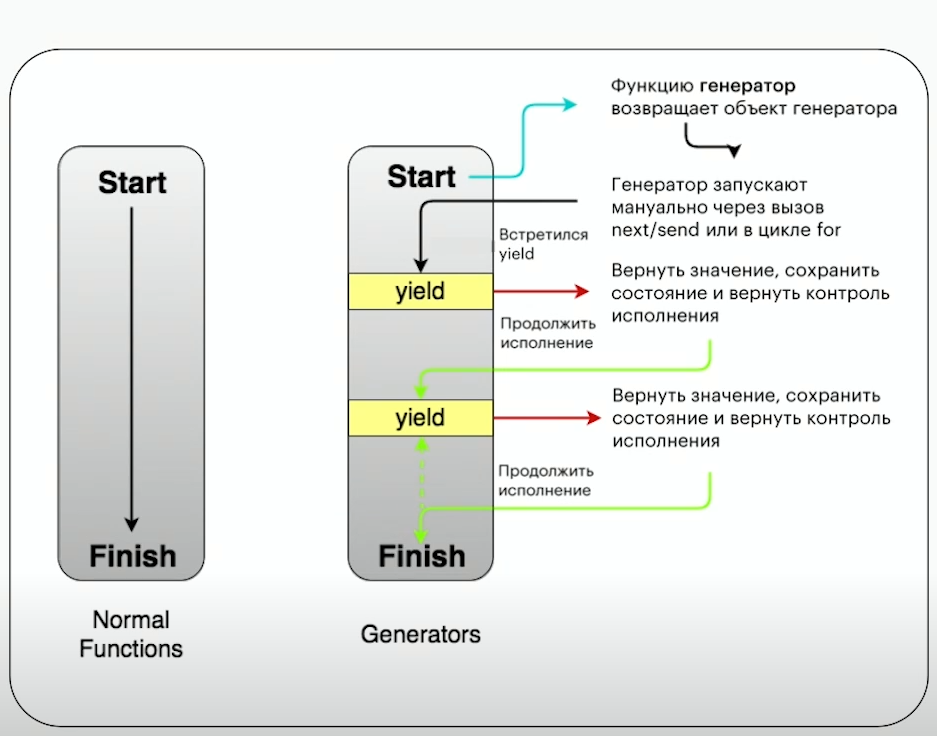 Функцию генератор
возвращает объект генератора
Start
Start
Генератор запускают
мануально через вызов
next/send или в цикле for
Встретился
yield
yield
Вернуть значение, сохранить
состояние и вернуть контроль
исполнения
Продолжить
исполнение
yield
Вернуть значение, сохранить
состояние и вернуть контроль
исполнения
Продолжить
исполнение
Finish
Finish
Normal
Functions
Generators